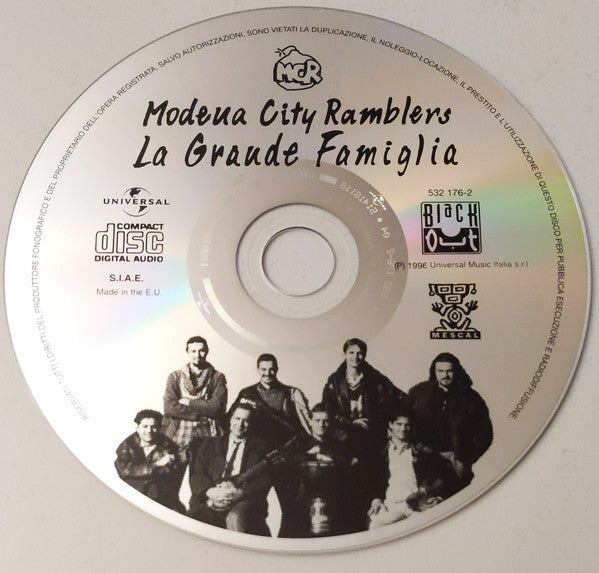 RISERVATI TUTTI I DIRITTI DEL PRODUTTORE FONOGRAFICO E DEL PROPRIETARIO DELL'OPERA REGISTRATA. SALVO AUTORIZZAZIONI, SONO VIETATI LA DUPLICAZIONE, IL NOLEGGIO-LOCAZIONE, IL PRESTITO E L'UTILIZZAZIONE DI QUESTO DISCO PER PUBBLICA ESECUZIONE E RADIODIFFUSIONE.
MCR
Modena City Ramblers
La Grande Famiglia
UNIVERSAL
COMPACT
disc
DIGITAL AUDIO
S.I.A.E.
Made in the E.U.
532 176-2
Black
Out
(P) 1996 Universal Music Italia s.r.l
MESCAL